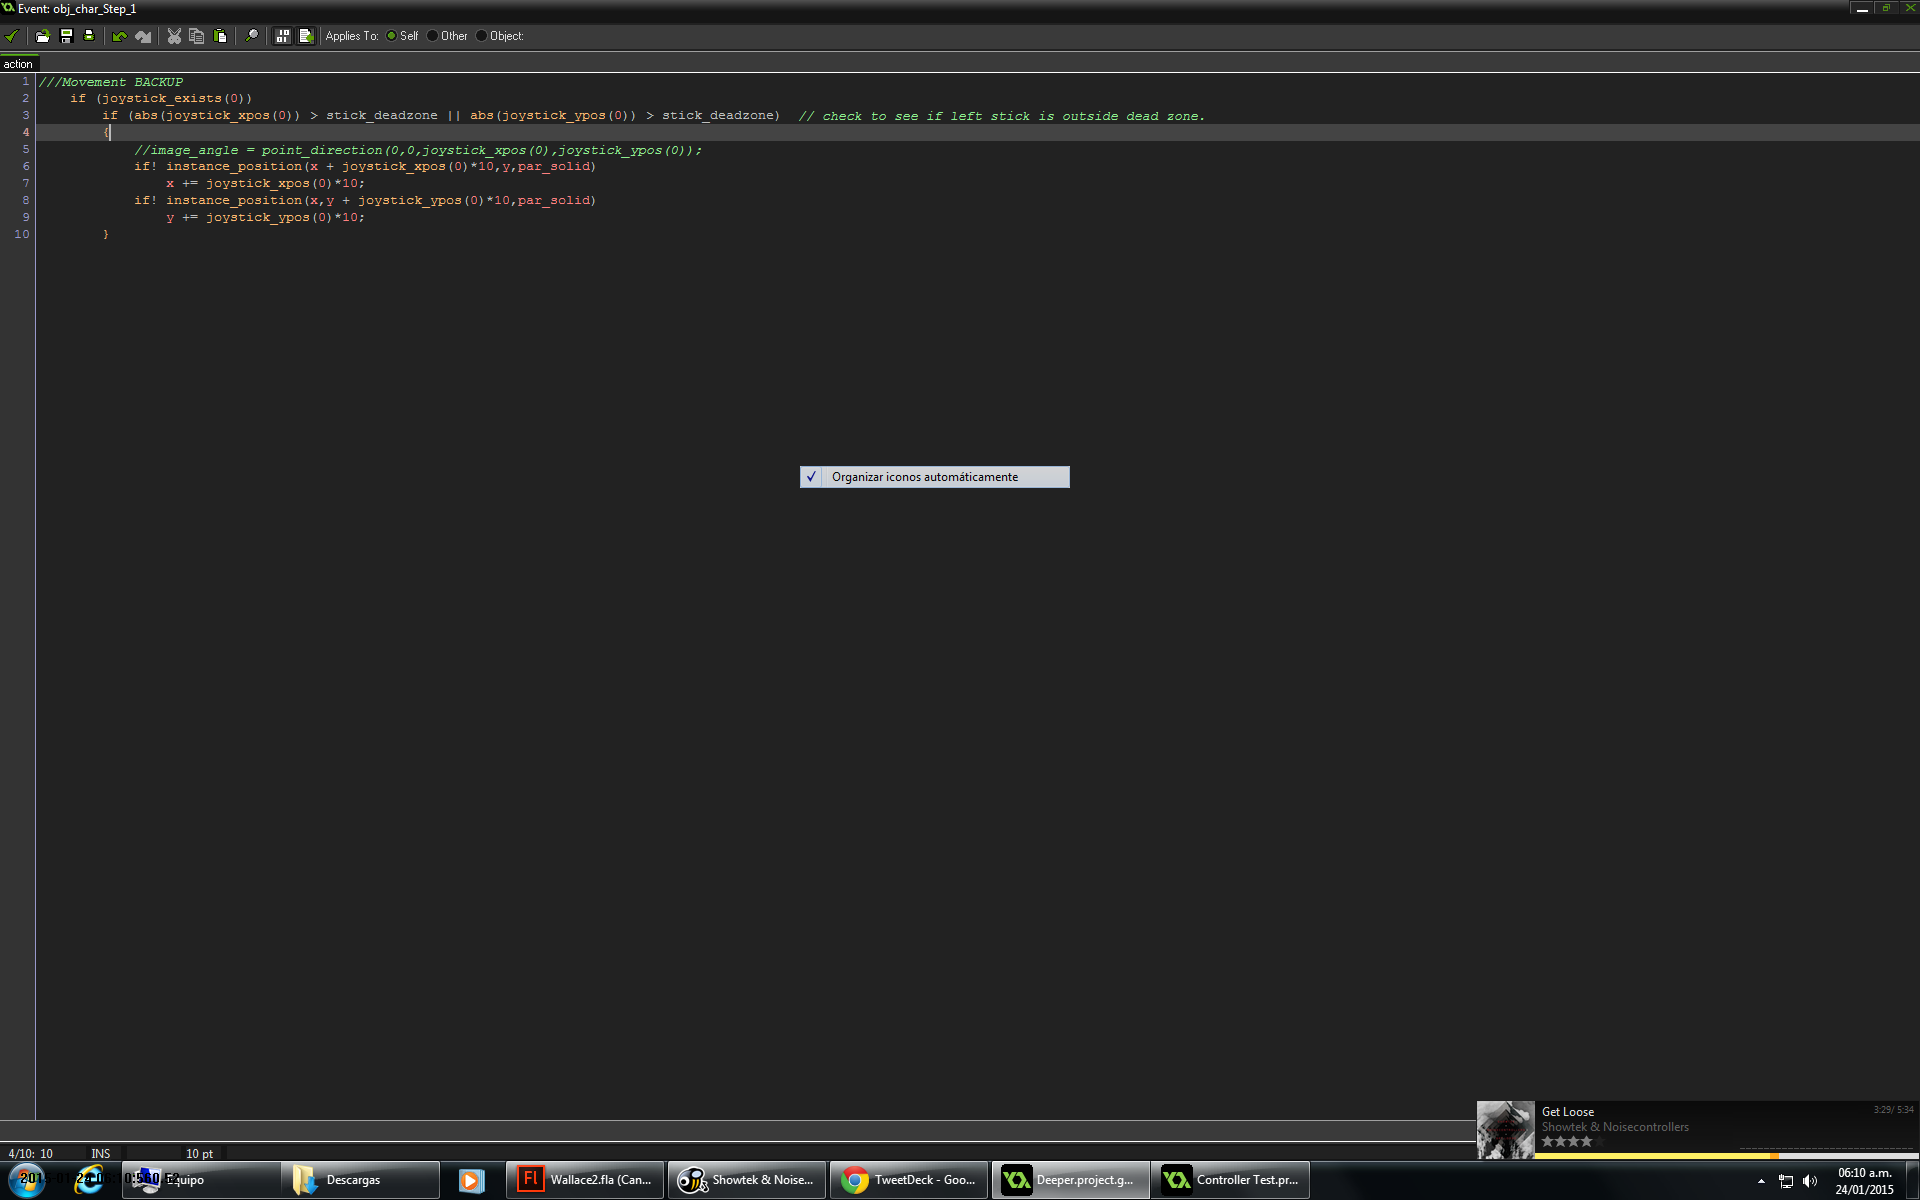 Event: obj_char_Step_1
Applies To: Self Other Object:
action
1 ///Movement BACKUP
2 if (joystick_exists(0))
3 if (abs(joystick_xpos(0)) > stick_deadzone || abs(joystick_ypos(0)) > stick_deadzone) // check to see if left stick is outside dead zone.
4 {
5 //image_angle = point_direction(0,0,joystick_xpos(0),joystick_ypos(0));
6 if! instance_position(x + joystick_xpos(0)*10,y,par_solid)
7 x += joystick_xpos(0)*10;
8 if! instance_position(x,y + joystick_ypos(0)*10,par_solid)
9 y += joystick_ypos(0)*10;
10 }
✓ Organizar iconos automáticamente
Get Loose 3:29/ 5:34
Showtek & Noisecontrollers
4/10: 10 INS 10 pt
Equipo
Descargas
Fl Wallace2.fla (Can...
Showtek & Noise...
TweetDeck - Goo...
Deeper.project.g...
Controller Test.pr...
06:10 a.m.
24/01/2015